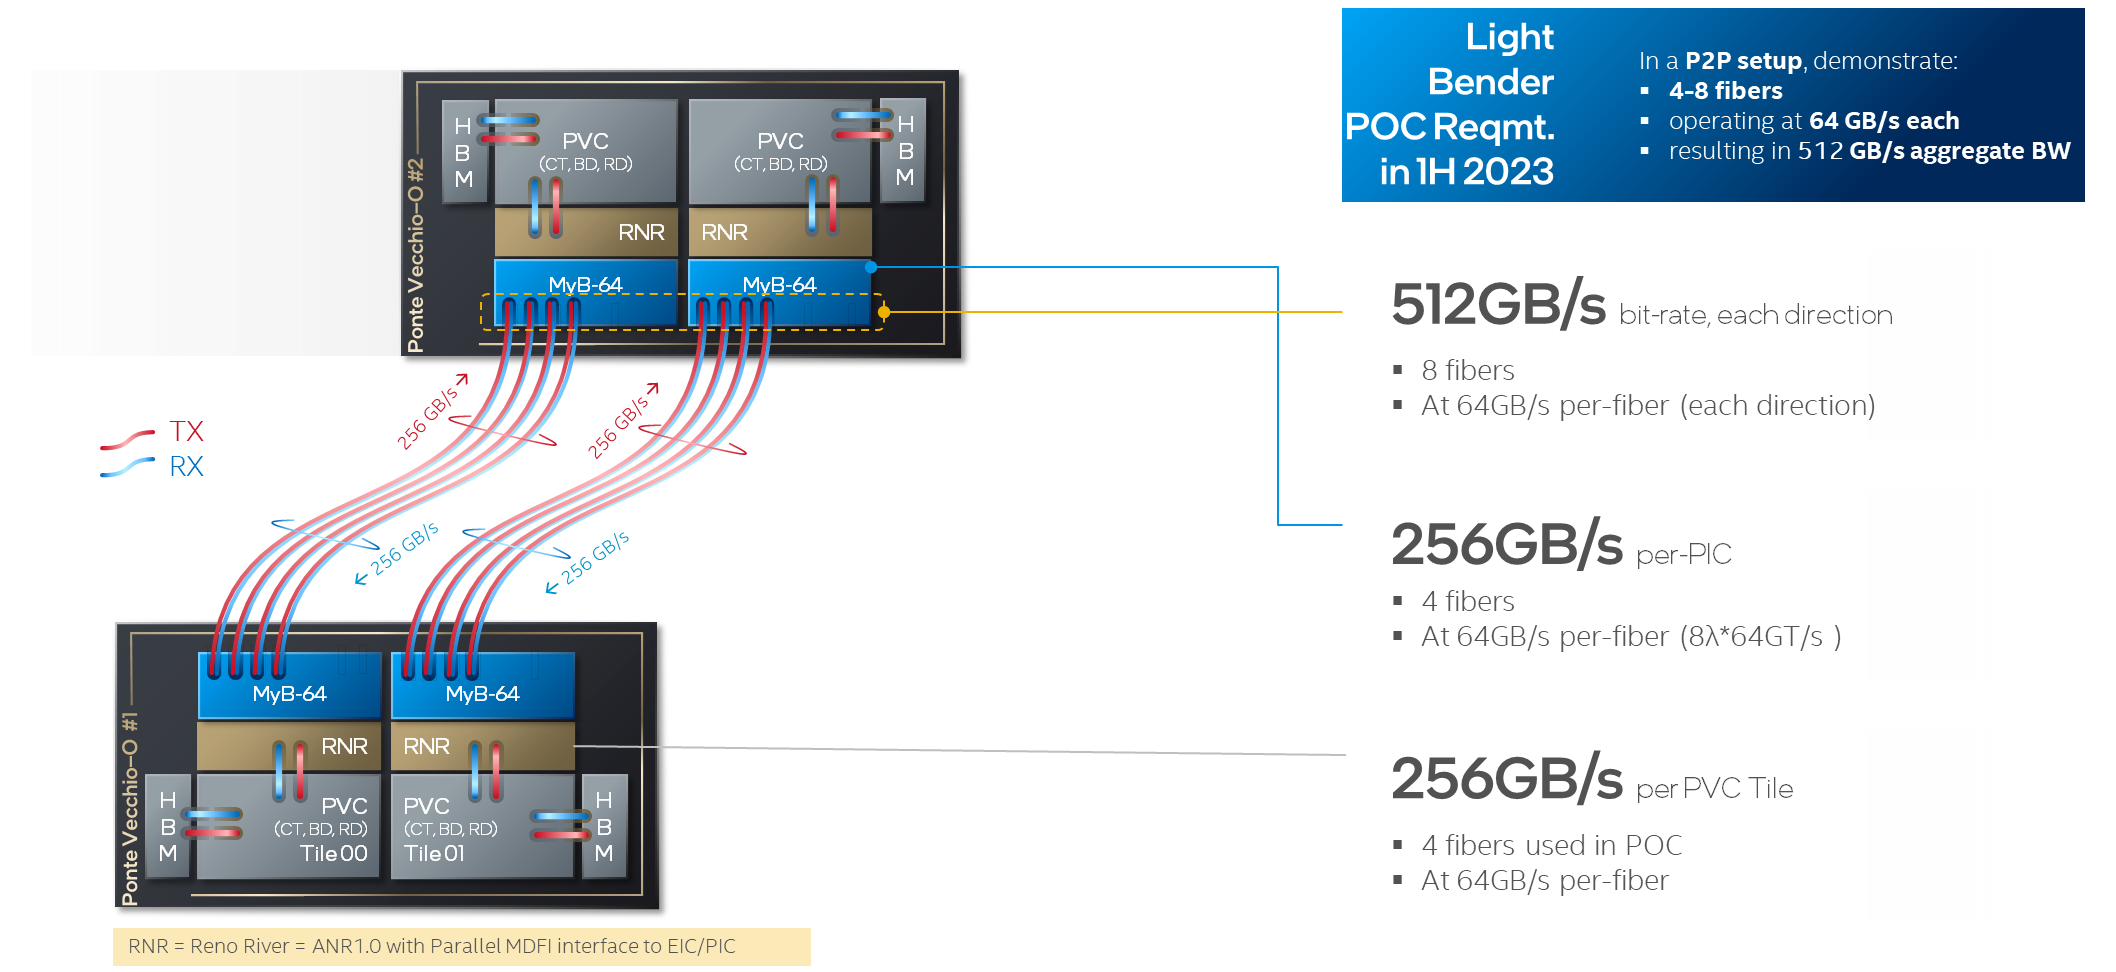 Light
Bender
POC Reqmt.
in 1H 2023
In a P2P setup, demonstrate:
▪ 4-8 fibers
▪ operating at 64 GB/s each
▪ resulting in 512 GB/s aggregate BW
Ponte Vecchio–O #2
H
B
M
PVC
(CT, BD, RD)
PVC
(CT, BD, RD)
H
B
M
RNR
RNR
MyB-64
MyB-64
512GB/s bit-rate, each direction
▪ 8 fibers
▪ At 64GB/s per-fiber (each direction)
256 GB/s →
256 GB/s →
TX
RX
← 256 GB/s
← 256 GB/s
256GB/s per-PIC
▪ 4 fibers
▪ At 64GB/s per-fiber (8λ*64GT/s )
Ponte Vecchio–O #1
MyB-64
MyB-64
RNR
RNR
H
B
M
PVC
(CT, BD, RD)
Tile 00
PVC
(CT, BD, RD)
Tile 01
H
B
M
256GB/s per PVC Tile
▪ 4 fibers used in POC
▪ At 64GB/s per-fiber
RNR = Reno River = ANR1.0 with Parallel MDFI interface to EIC/PIC